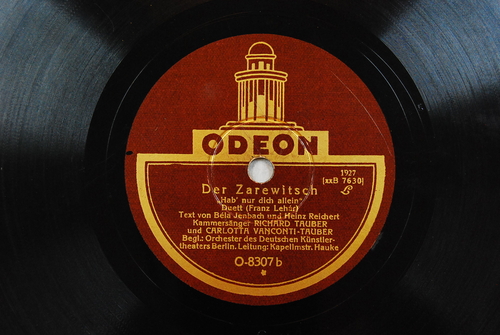 ODEON
1927
Der Zarewitsch
[xxB 7630]
„Hab' nur dich allein"
Duett (Franz Lehár)
Text von Béla Jenbach und Heinz Reichert
Kammersänger RICHARD TAUBER
und CARLOTTA VANCONTI-TAUBER
Begl.: Orchester des Deutschen Künstler-
theaters Berlin. Leitung: Kapellmstr. Hauke
O-8307 b